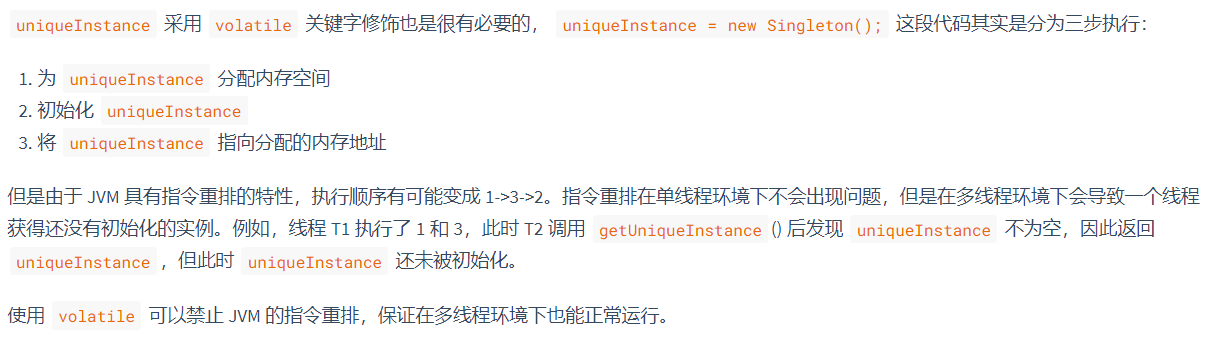 uniqueInstance 采用 volatile 关键字修饰也是很有必要的， uniqueInstance = new Singleton(); 这段代码其实是分为三步执行：
1. 为 uniqueInstance 分配内存空间
2. 初始化 uniqueInstance
3. 将 uniqueInstance 指向分配的内存地址
但是由于 JVM 具有指令重排的特性，执行顺序有可能变成 1->3->2。指令重排在单线程环境下不会出现问题，但是在多线程环境下会导致一个线程
获得还没有初始化的实例。例如，线程 T1 执行了 1 和 3，此时 T2 调用 getUniqueInstance () 后发现 uniqueInstance 不为空，因此返回
uniqueInstance ，但此时 uniqueInstance 还未被初始化。
使用 volatile 可以禁止 JVM 的指令重排，保证在多线程环境下也能正常运行。